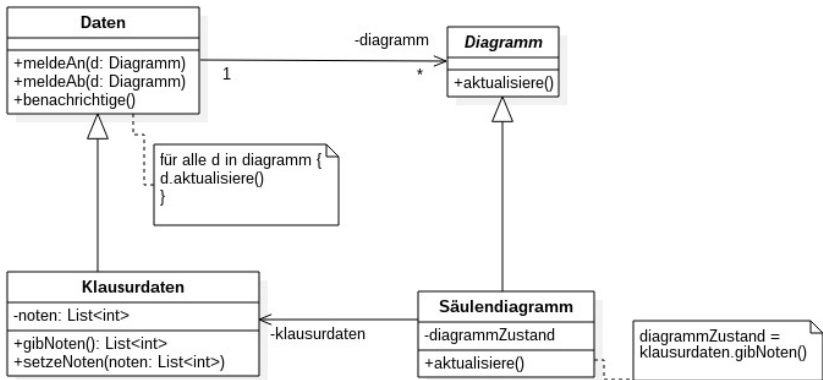 Daten
+meldeAn(d: Diagramm)
+meldeAb(d: Diagramm)
+benachrichtige()
-diagramm
1
*
Diagramm
+aktualisiere()
für alle d in diagramm {
d.aktualisiere()
}
Klausurdaten
-noten: List<int>
+gibNoten(): List<int>
+setzeNoten(noten: List<int>)
-klausurdaten
Säulendiagramm
-diagrammZustand
+aktualisiere()
diagrammZustand =
klausurdaten.gibNoten()